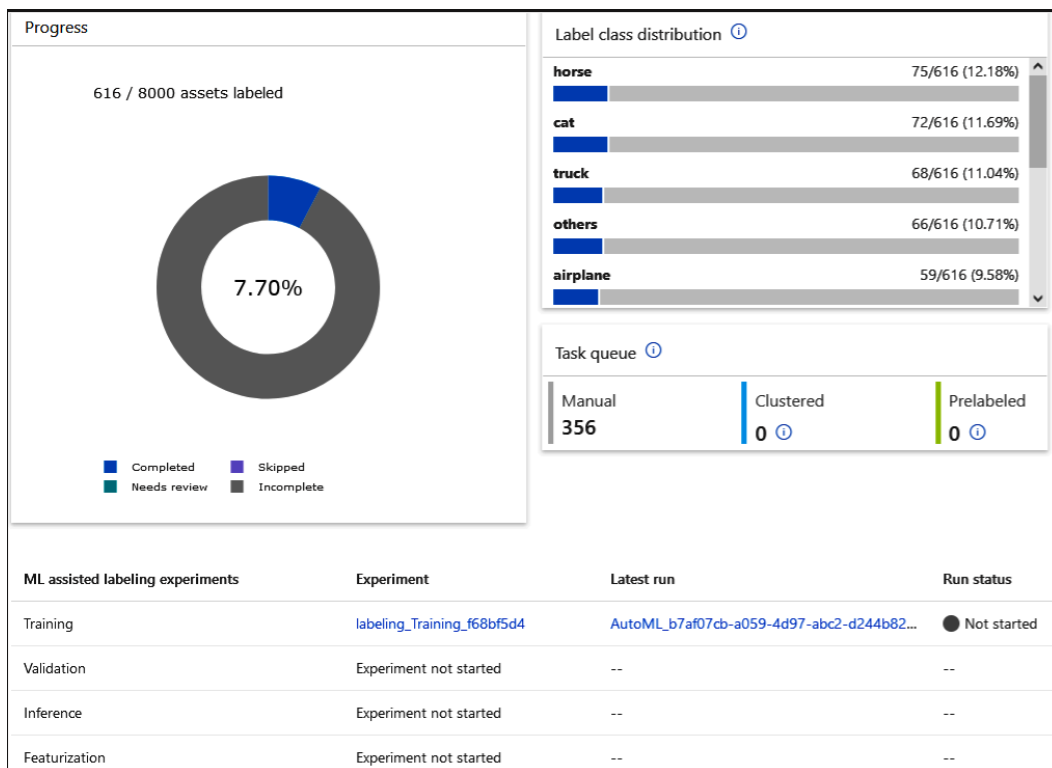 Progress
616 / 8000 assets labeled
7.70%
Completed
Skipped
Needs review
Incomplete
Label class distribution
horse 75/616 (12.18%)
cat 72/616 (11.69%)
truck 68/616 (11.04%)
others 66/616 (10.71%)
airplane 59/616 (9.58%)
Task queue
Manual
356
Clustered
0
Prelabeled
0
ML assisted labeling experiments Experiment Latest run Run status
Training labeling_Training_f68bf5d4 AutoML_b7af07cb-a059-4d97-abc2-d244b82... Not started
Validation Experiment not started -- --
Inference Experiment not started -- --
Featurization Experiment not started -- --